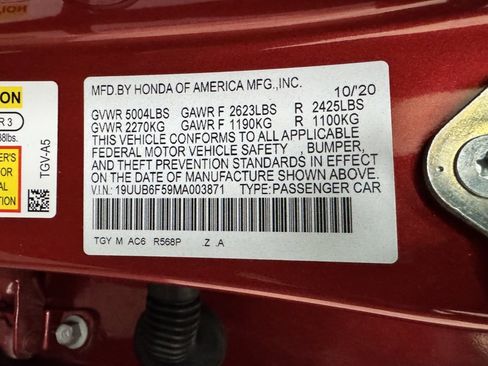 MFD.BY HONDA OF AMERICA MFG.,INC. 10/'20
GVWR 5004LBS GAWR F 2623LBS R 2425LBS
GVWR 2270KG GAWR F 1190KG R 1100KG
THIS VEHICLE CONFORMS TO ALL APPLICABLE
FEDERAL MOTOR VEHICLE SAFETY , BUMPER,
AND THEFT PREVENTION STANDARDS IN EFFECT
ON THE DATE OF MANUFACTURE SHOWN ABOVE.
V.I.N: 19UUB6F59MA003871 TYPE:PASSENGER CAR
TGY M AC6 R568P .Z .A
TGV-A5